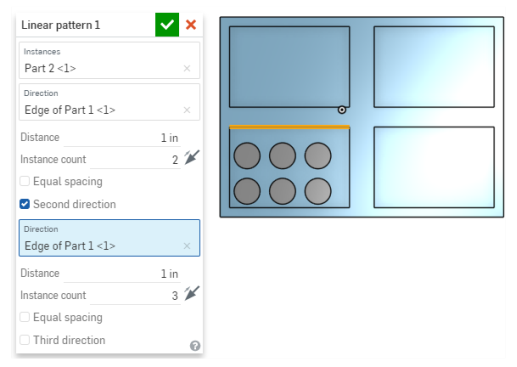 Linear pattern 1
Instances
Part 2 <1>
Direction
Edge of Part 1 <1>
Distance 1 in
Instance count 2
Equal spacing
Second direction
Direction
Edge of Part 1 <1>
Distance 1 in
Instance count 3
Equal spacing
Third direction